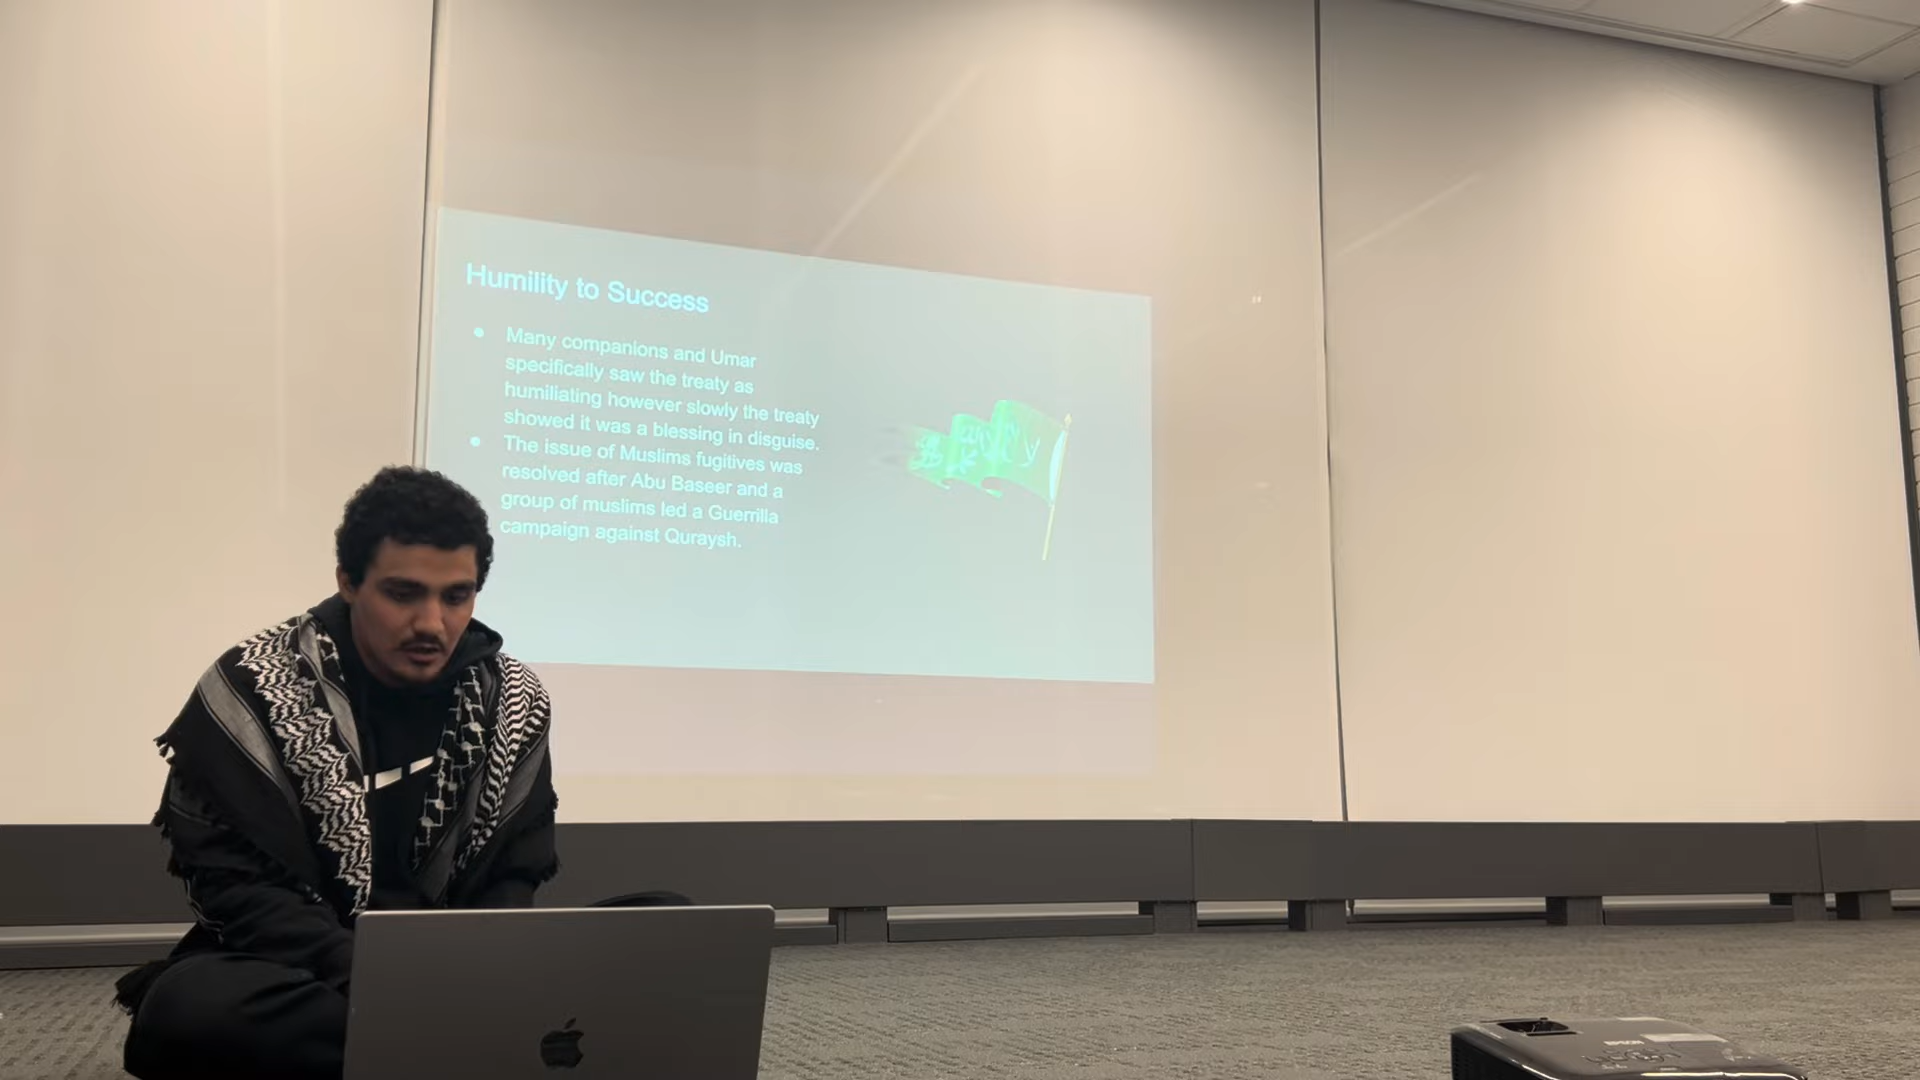 Humility to Success
● Many companions and Umar
specifically saw the treaty as
humiliating however slowly the treaty
showed it was a blessing in disguise.
● The issue of Muslims fugitives was
resolved after Abu Baseer and a
group of muslims led a Guerrilla
campaign against Quraysh.
EPSON